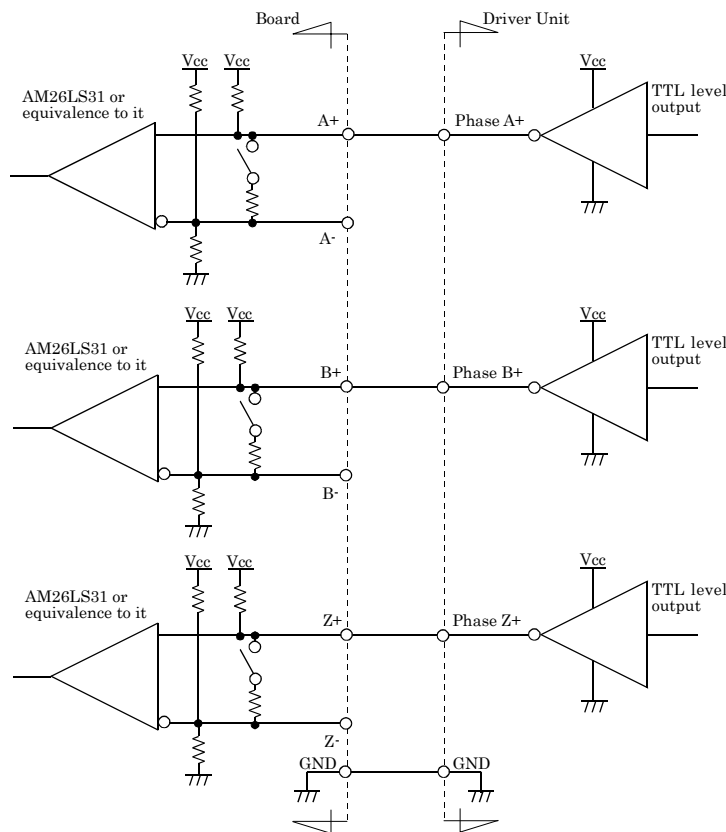 Board
Driver Unit
Vcc
Vcc
Vcc
AM26LS31 or
equivalence to it
TTL level
output
A+
Phase A+
A-
Vcc
Vcc
Vcc
AM26LS31 or
equivalence to it
TTL level
output
B+
Phase B+
B-
Vcc
Vcc
Vcc
AM26LS31 or
equivalence to it
TTL level
output
Z+
Phase Z+
Z-
GND
GND